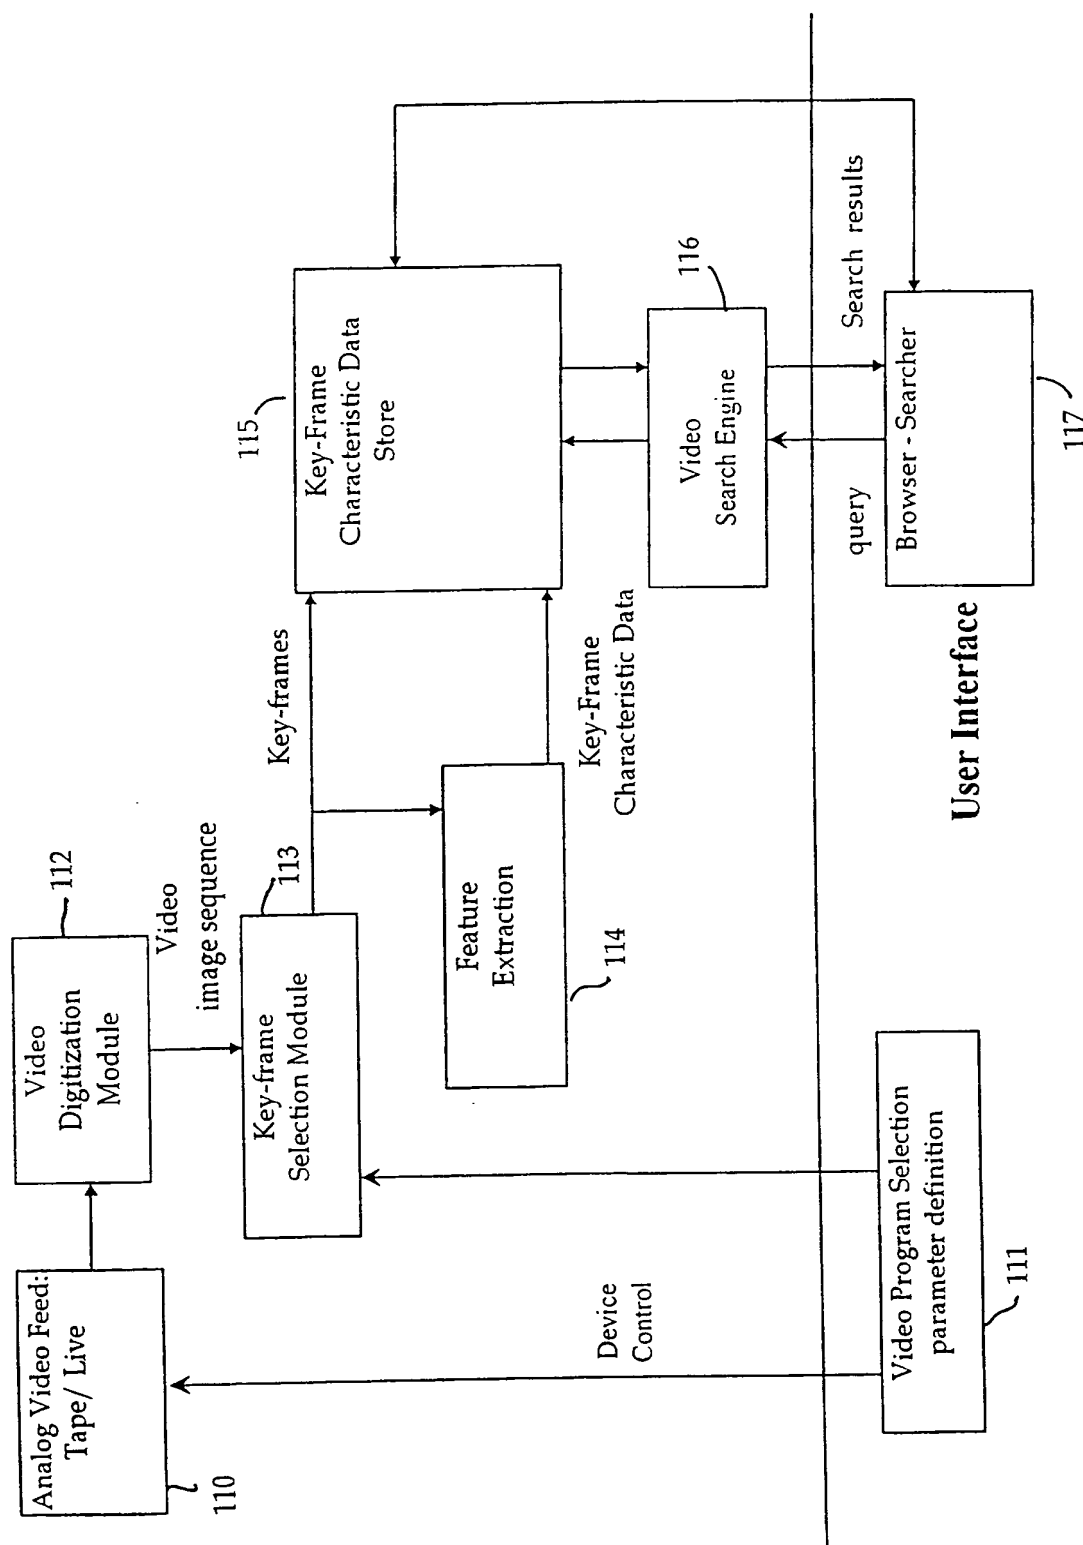 Analog Video Feed:
Tape/ Live
110
Video
Digitization
Module
112
Video
image sequence
Key-frame
Selection Module
113
Key-frames
Feature
Extraction
114
Key-Frame
Characteristic Data
Key-Frame
Characteristic Data
Store
115
Video
Search Engine
116
Device
Control
Video Program Selection
parameter definition
111
query
Search results
Browser - Searcher
117
User Interface